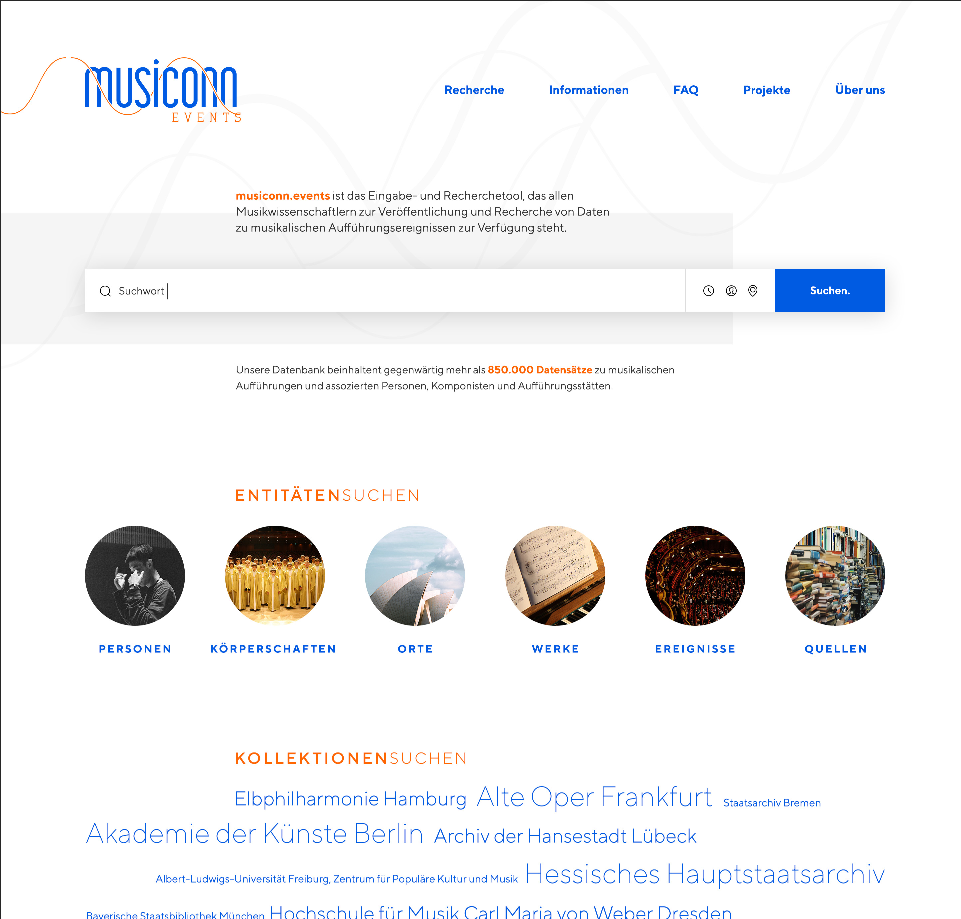 musiconn
EVENTS
Recherche Informationen FAQ Projekte Über uns
musiconn.events ist das Eingabe- und Recherchetool, das allen
Musikwissenschaftlern zur Veröffentlichung und Recherche von Daten
zu musikalischen Aufführungsereignissen zur Verfügung steht.
Suchwort
Suchen.
Unsere Datenbank beinhaltent gegenwärtig mehr als 850.000 Datensätze zu musikalischen
Aufführungen und assozierten Personen, Komponisten und Aufführungsstätten
ENTITÄTENSUCHEN
PERSONEN KÖRPERSCHAFTEN ORTE WERKE EREIGNISSE QUELLEN
KOLLEKTIONENSUCHEN
Elbphilharmonie Hamburg Alte Oper Frankfurt Staatsarchiv Bremen
Akademie der Künste Berlin Archiv der Hansestadt Lübeck
Albert-Ludwigs-Universität Freiburg, Zentrum für Populäre Kultur und Musik Hessisches Hauptstaatsarchiv
Bayerische Staatsbibliothek München Hochschule für Musik Carl Maria von Weber Dresden